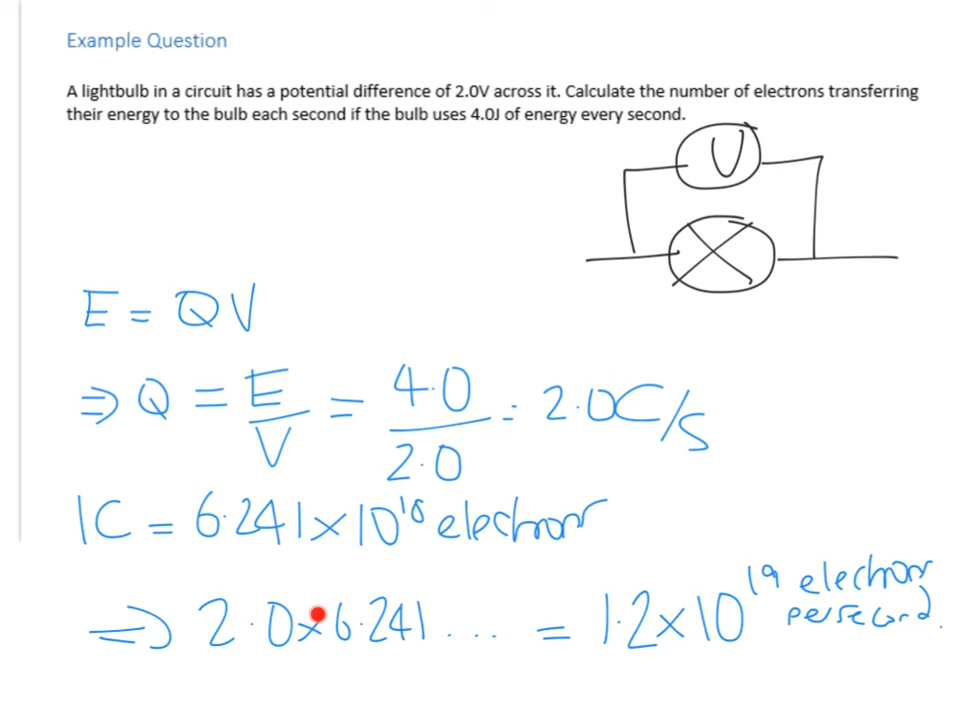 Example Question
A lightbulb in a circuit has a potential difference of 2.0V across it. Calculate the number of electrons transferring
their energy to the bulb each second if the bulb uses 4.0J of energy every second.
V
E = QV
⇒ Q = E/V = 4.0/2.0 = 2.0C/s
1C = 6.241×10¹⁸ electrons
⇒ 2.0×6.241 ... = 1.2×10¹⁹ electrons per second.